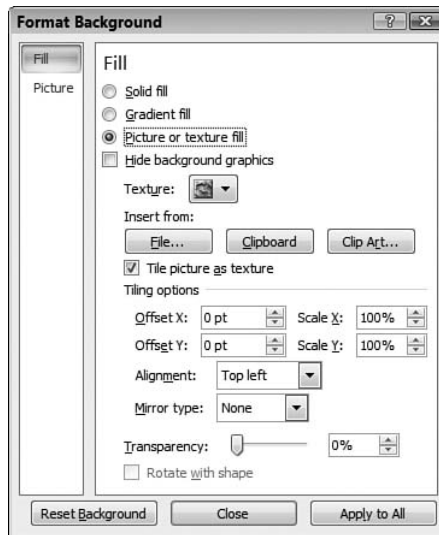 Format Background
Fill
Picture
Fill
Solid fill
Gradient fill
Picture or texture fill
Hide background graphics
Texture:
Insert from:
File... Clipboard Clip Art...
Tile picture as texture
Tiling options
Offset X: 0 pt Scale X: 100%
Offset Y: 0 pt Scale Y: 100%
Alignment: Top left
Mirror type: None
Transparency: 0%
Rotate with shape
Reset Background Close Apply to All